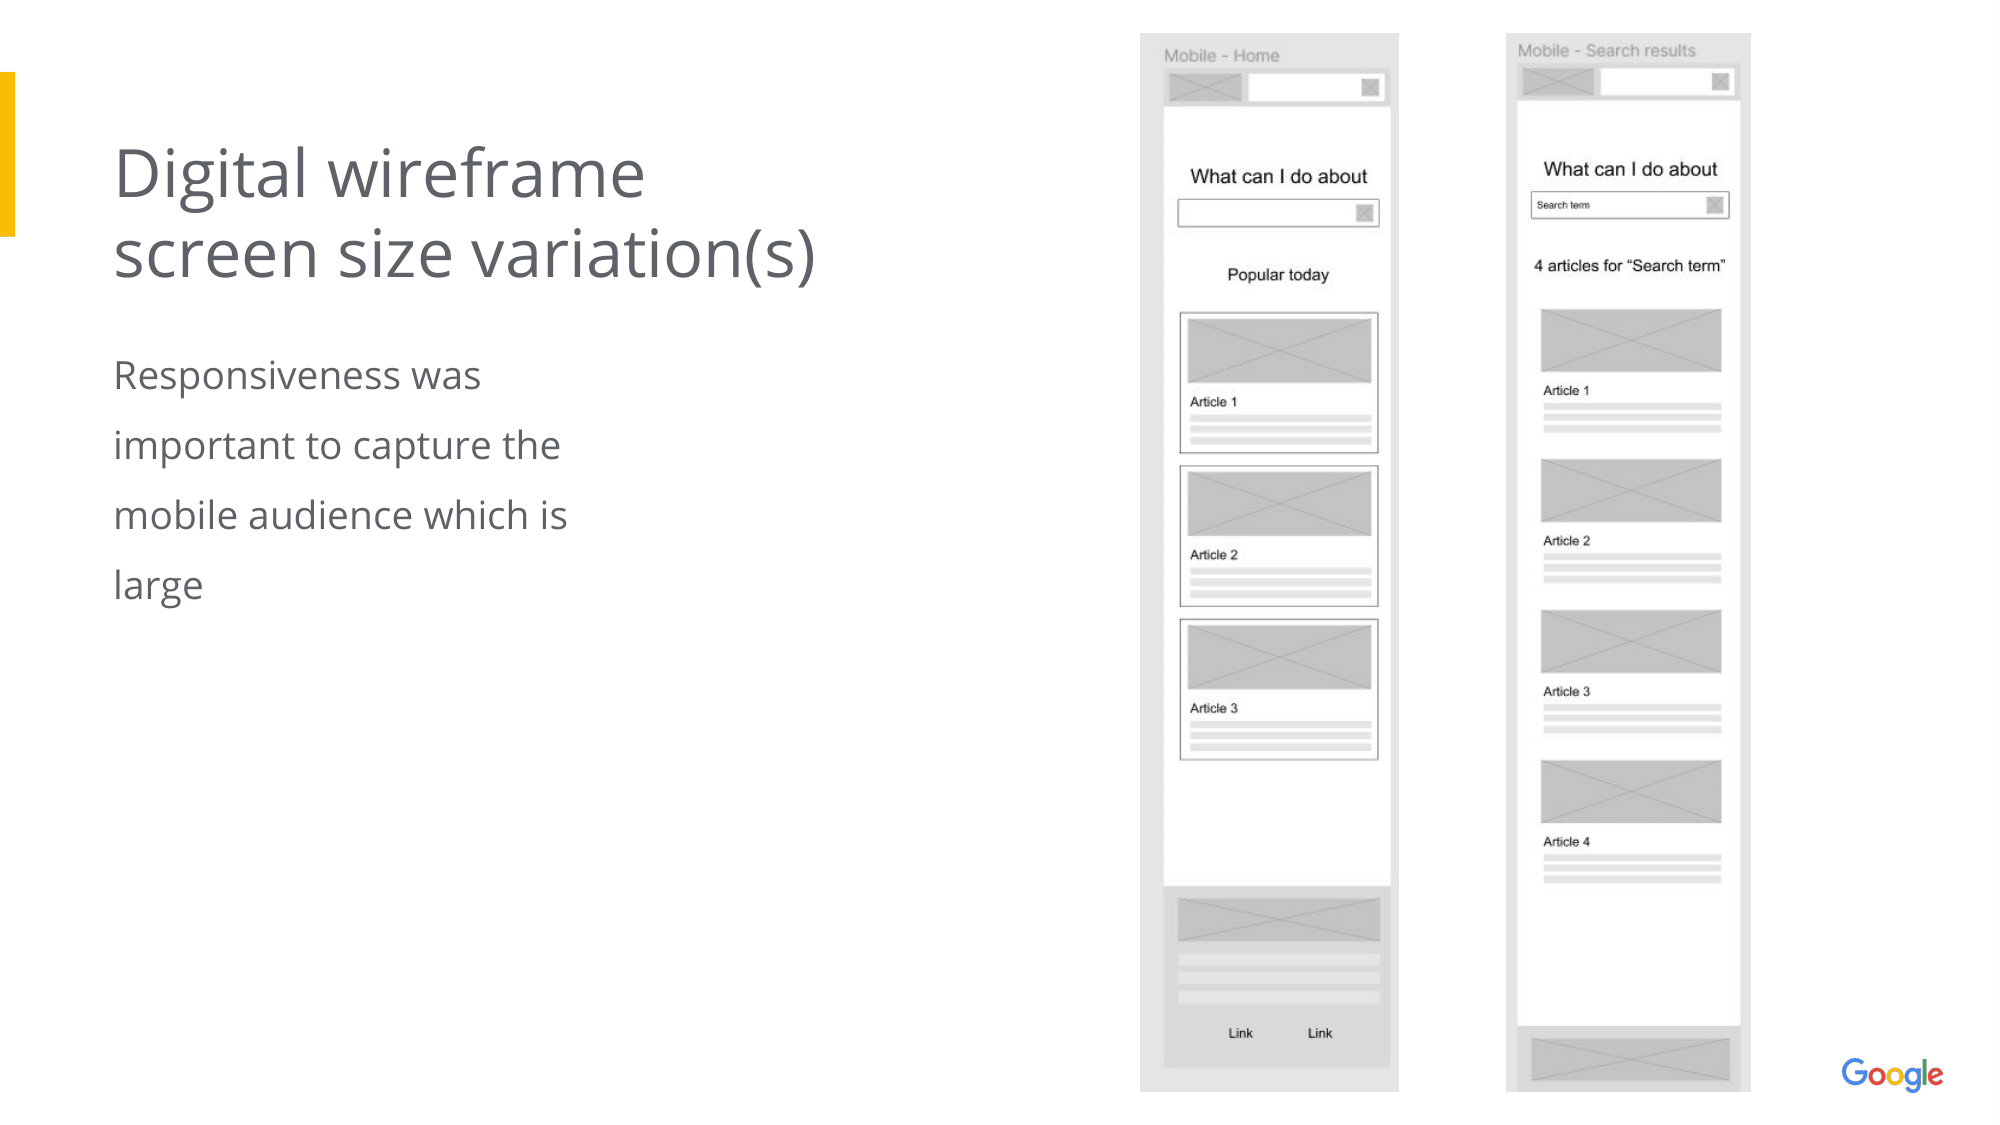 Digital wireframe
screen size variation(s)
Responsiveness was
important to capture the
mobile audience which is
large
Mobile - Home
What can I do about
Popular today
Article 1
Article 2
Article 3
Link Link
Mobile - Search results
What can I do about
Search term
4 articles for “Search term”
Article 1
Article 2
Article 3
Article 4
Google